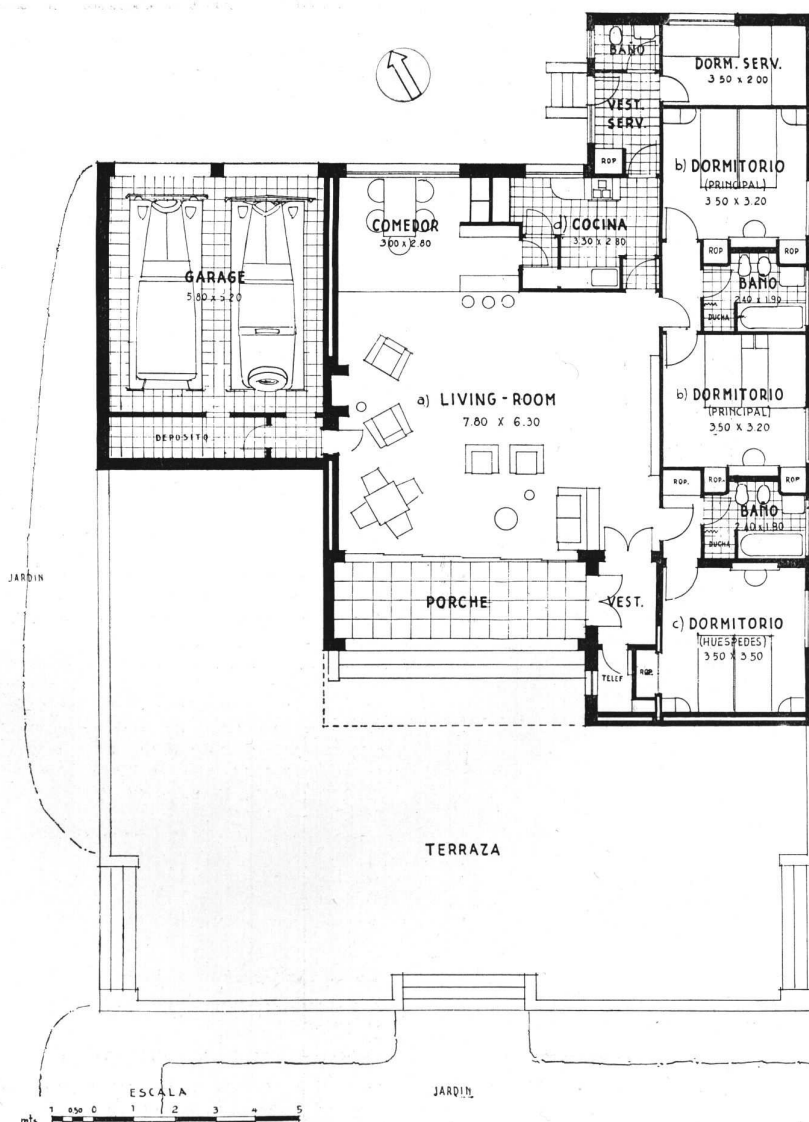 BAÑO
DORM. SERV.
3 50 x 2 00
VEST.
SERV.
ROP
b) DORMITORIO
(PRINCIPAL)
3 50 X 3.20
COMEDOR
3.00 x 2.80
d) COCINA
3.30 x 2 80
GARAGE
5.80 x 5.20
ROP
ROP
BAÑO
2.40 x 1.90
DUCHA
a) LIVING - ROOM
7.80 X 6.30
b) DORMITORIO
(PRINCIPAL)
3.50 X 3.20
DEPOSITO
ROP.
ROP.
ROP
BAÑO
2.40 x 1.90
DUCHA
JARDIN
PORCHE
VEST.
c) DORMITORIO
(HUESPEDES)
3 50 X 3.50
TELEF
ROP.
TERRAZA
ESCALA
JARDIN
mts. 1 0.50 0 1 2 3 4 5